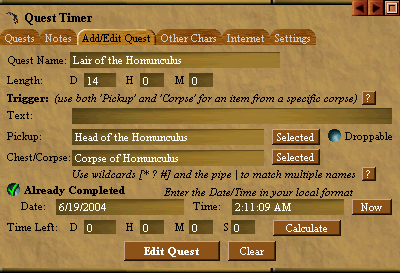 Quest Timer
Quests Notes Add/Edit Quest Other Chars Internet Settings
Quest Name: Lair of the Homunculus
Length: D 14 H 0 M 0
Trigger: (use both 'Pickup' and 'Corpse' for an item from a specific corpse) ?
Text:
Pickup: Head of the Homunculus Selected Droppable
Chest/Corpse: Corpse of Homunculus Selected
Use wildcards [* ? #] and the pipe | to match multiple names ?
Already Completed Enter the Date/Time in your local format
Date: 6/19/2004 Time: 2:11:09 AM Now
Time Left: D 0 H 0 M 0 S 0 Calculate
Edit Quest Clear